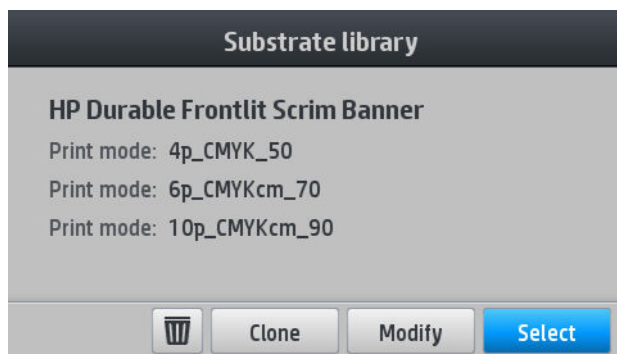 Substrate library
HP Durable Frontlit Scrim Banner
Print mode: 4p_CMYK_50
Print mode: 6p_CMYKcm_70
Print mode: 10p_CMYKcm_90
Clone Modify Select